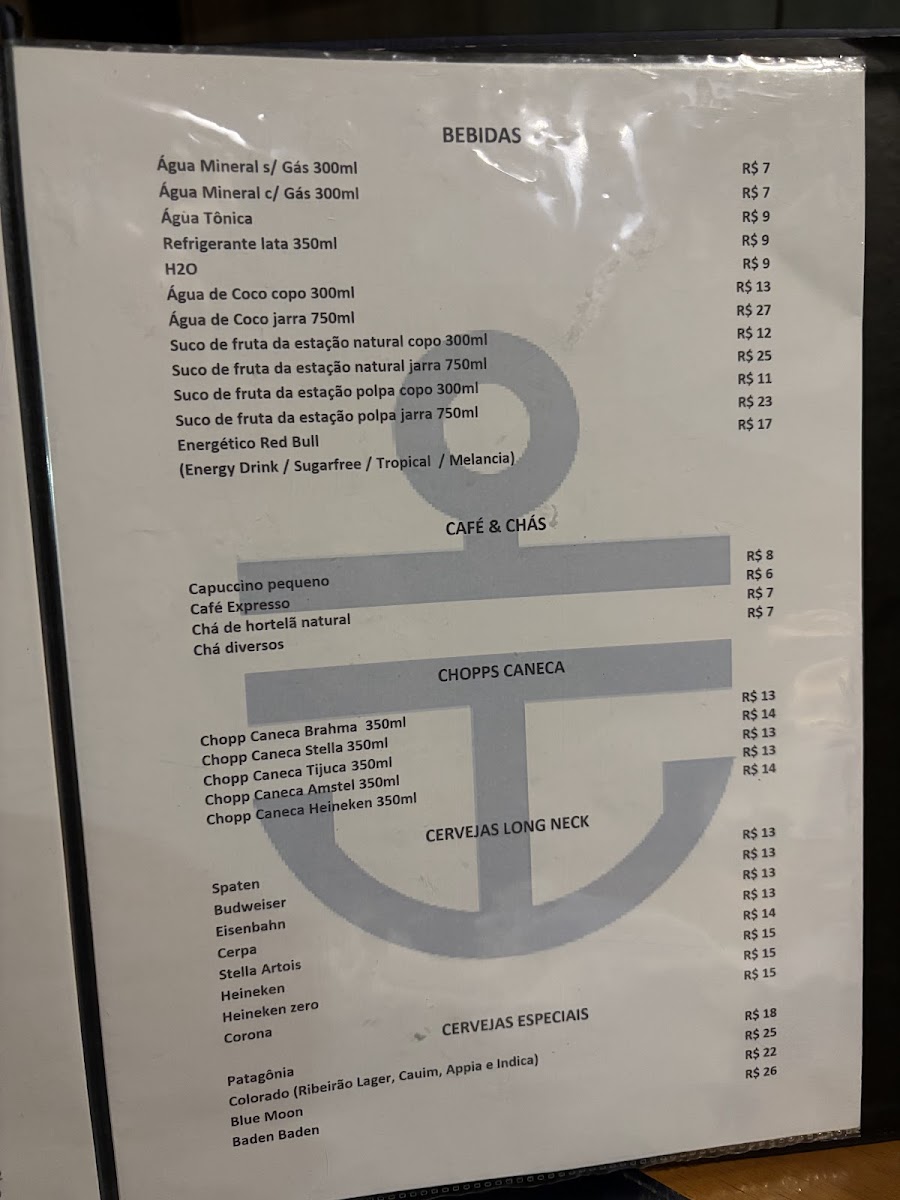 BEBIDAS
Água Mineral s/ Gás 300ml R$ 7
Água Mineral c/ Gás 300ml R$ 7
Água Tônica R$ 9
Refrigerante lata 350ml R$ 9
H2O R$ 9
Água de Coco copo 300ml R$ 13
Água de Coco jarra 750ml R$ 27
Suco de fruta da estação natural copo 300ml R$ 12
Suco de fruta da estação natural jarra 750ml R$ 25
Suco de fruta da estação polpa copo 300ml R$ 11
Suco de fruta da estação polpa jarra 750ml R$ 23
Energético Red Bull R$ 17
(Energy Drink / Sugarfree / Tropical / Melancia)
CAFÉ & CHÁS
Capuccino pequeno R$ 8
Café Expresso R$ 6
Chá de hortelã natural R$ 7
Chá diversos R$ 7
CHOPPS CANECA
Chopp Caneca Brahma 350ml R$ 13
Chopp Caneca Stella 350ml R$ 14
Chopp Caneca Tijuca 350ml R$ 13
Chopp Caneca Amstel 350ml R$ 13
Chopp Caneca Heineken 350ml R$ 14
CERVEJAS LONG NECK
Spaten R$ 13
Budweiser R$ 13
Eisenbahn R$ 13
Cerpa R$ 13
Stella Artois R$ 14
Heineken R$ 15
Heineken zero R$ 15
Corona R$ 15
CERVEJAS ESPECIAIS
Patagônia R$ 18
Colorado (Ribeirão Lager, Cauim, Appia e Indica) R$ 25
Blue Moon R$ 22
Baden Baden R$ 26